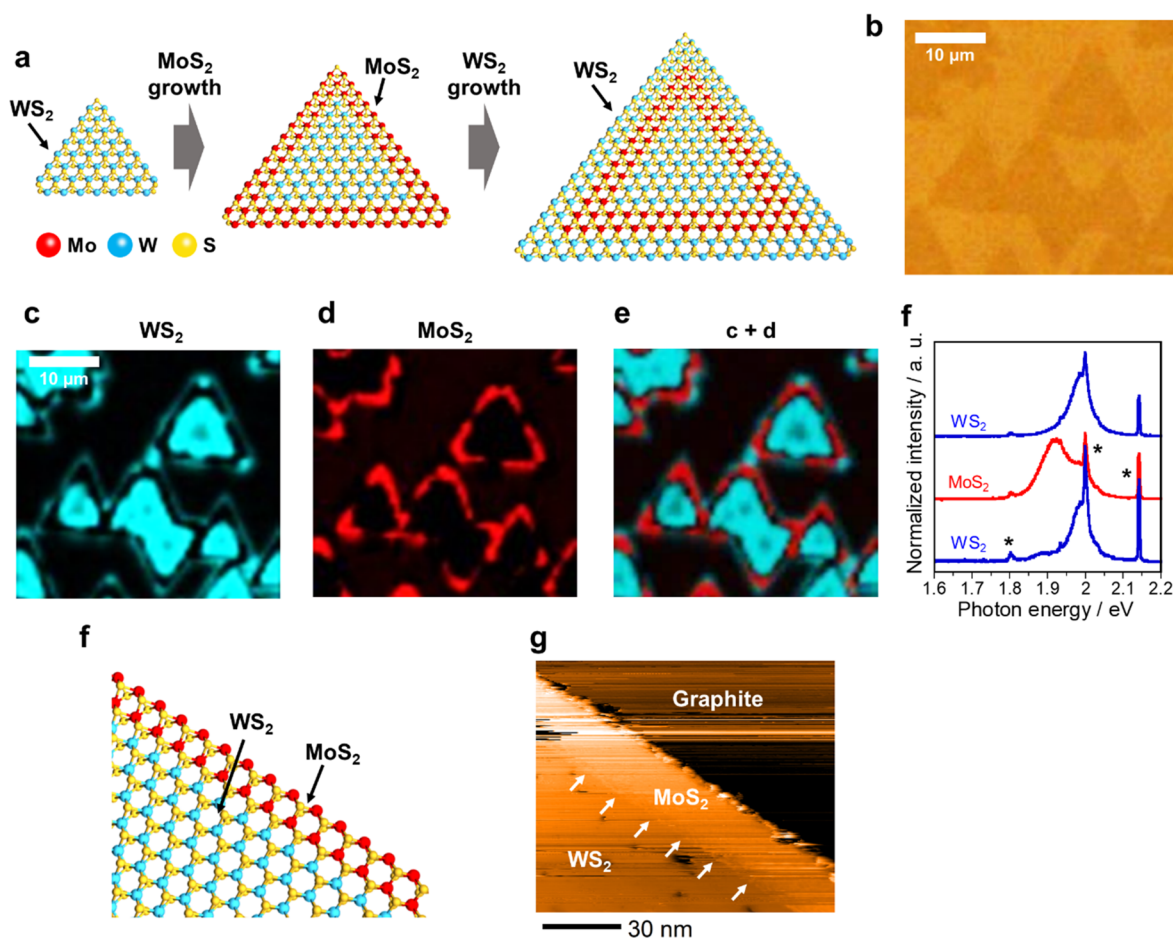 a
WS2
MoS2
growth
MoS2
WS2
growth
WS2
Mo W S
b
10 µm
c
WS2
10 µm
d
MoS2
e
c + d
f
Normalized intensity / a. u.
WS2
MoS2
WS2
*
*
*
1.6 1.7 1.8 1.9 2 2.1 2.2
Photon energy / eV
f
WS2
MoS2
g
Graphite
MoS2
WS2
30 nm